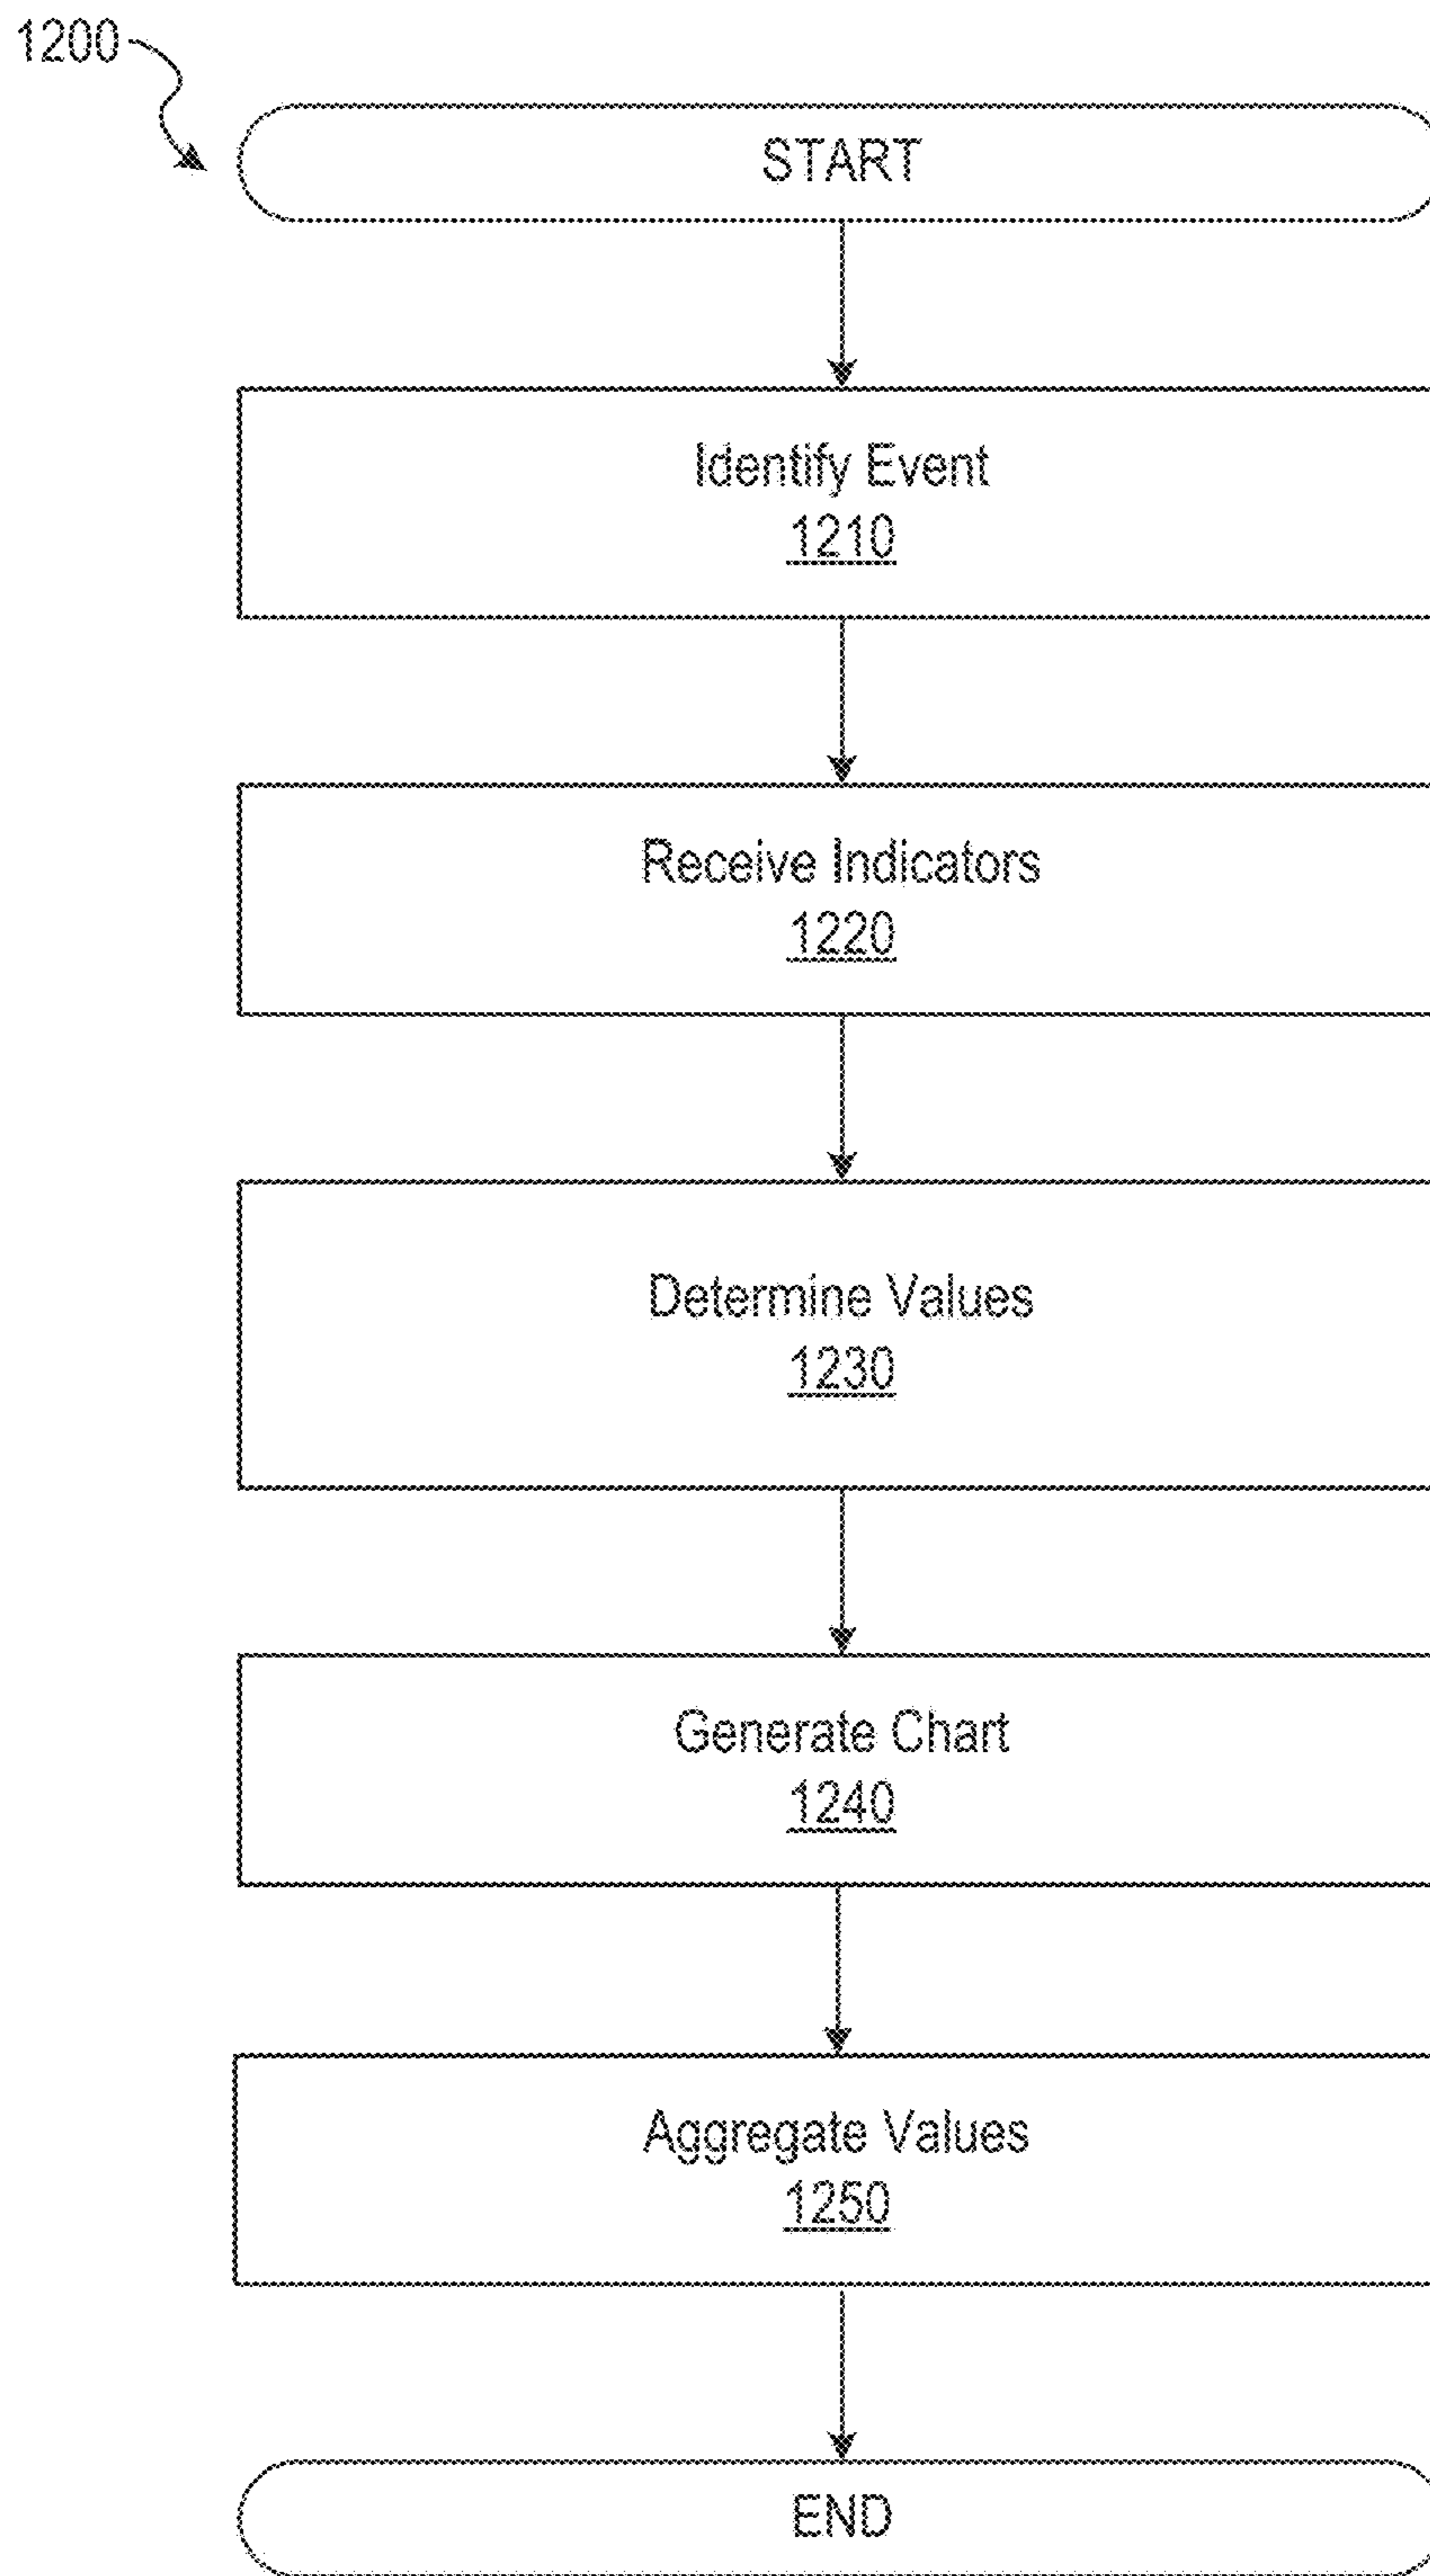 1200
START
Identify Event
1210
Receive Indicators
1220
Determine Values
1230
Generate Chart
1240
Aggregate Values
1250
END